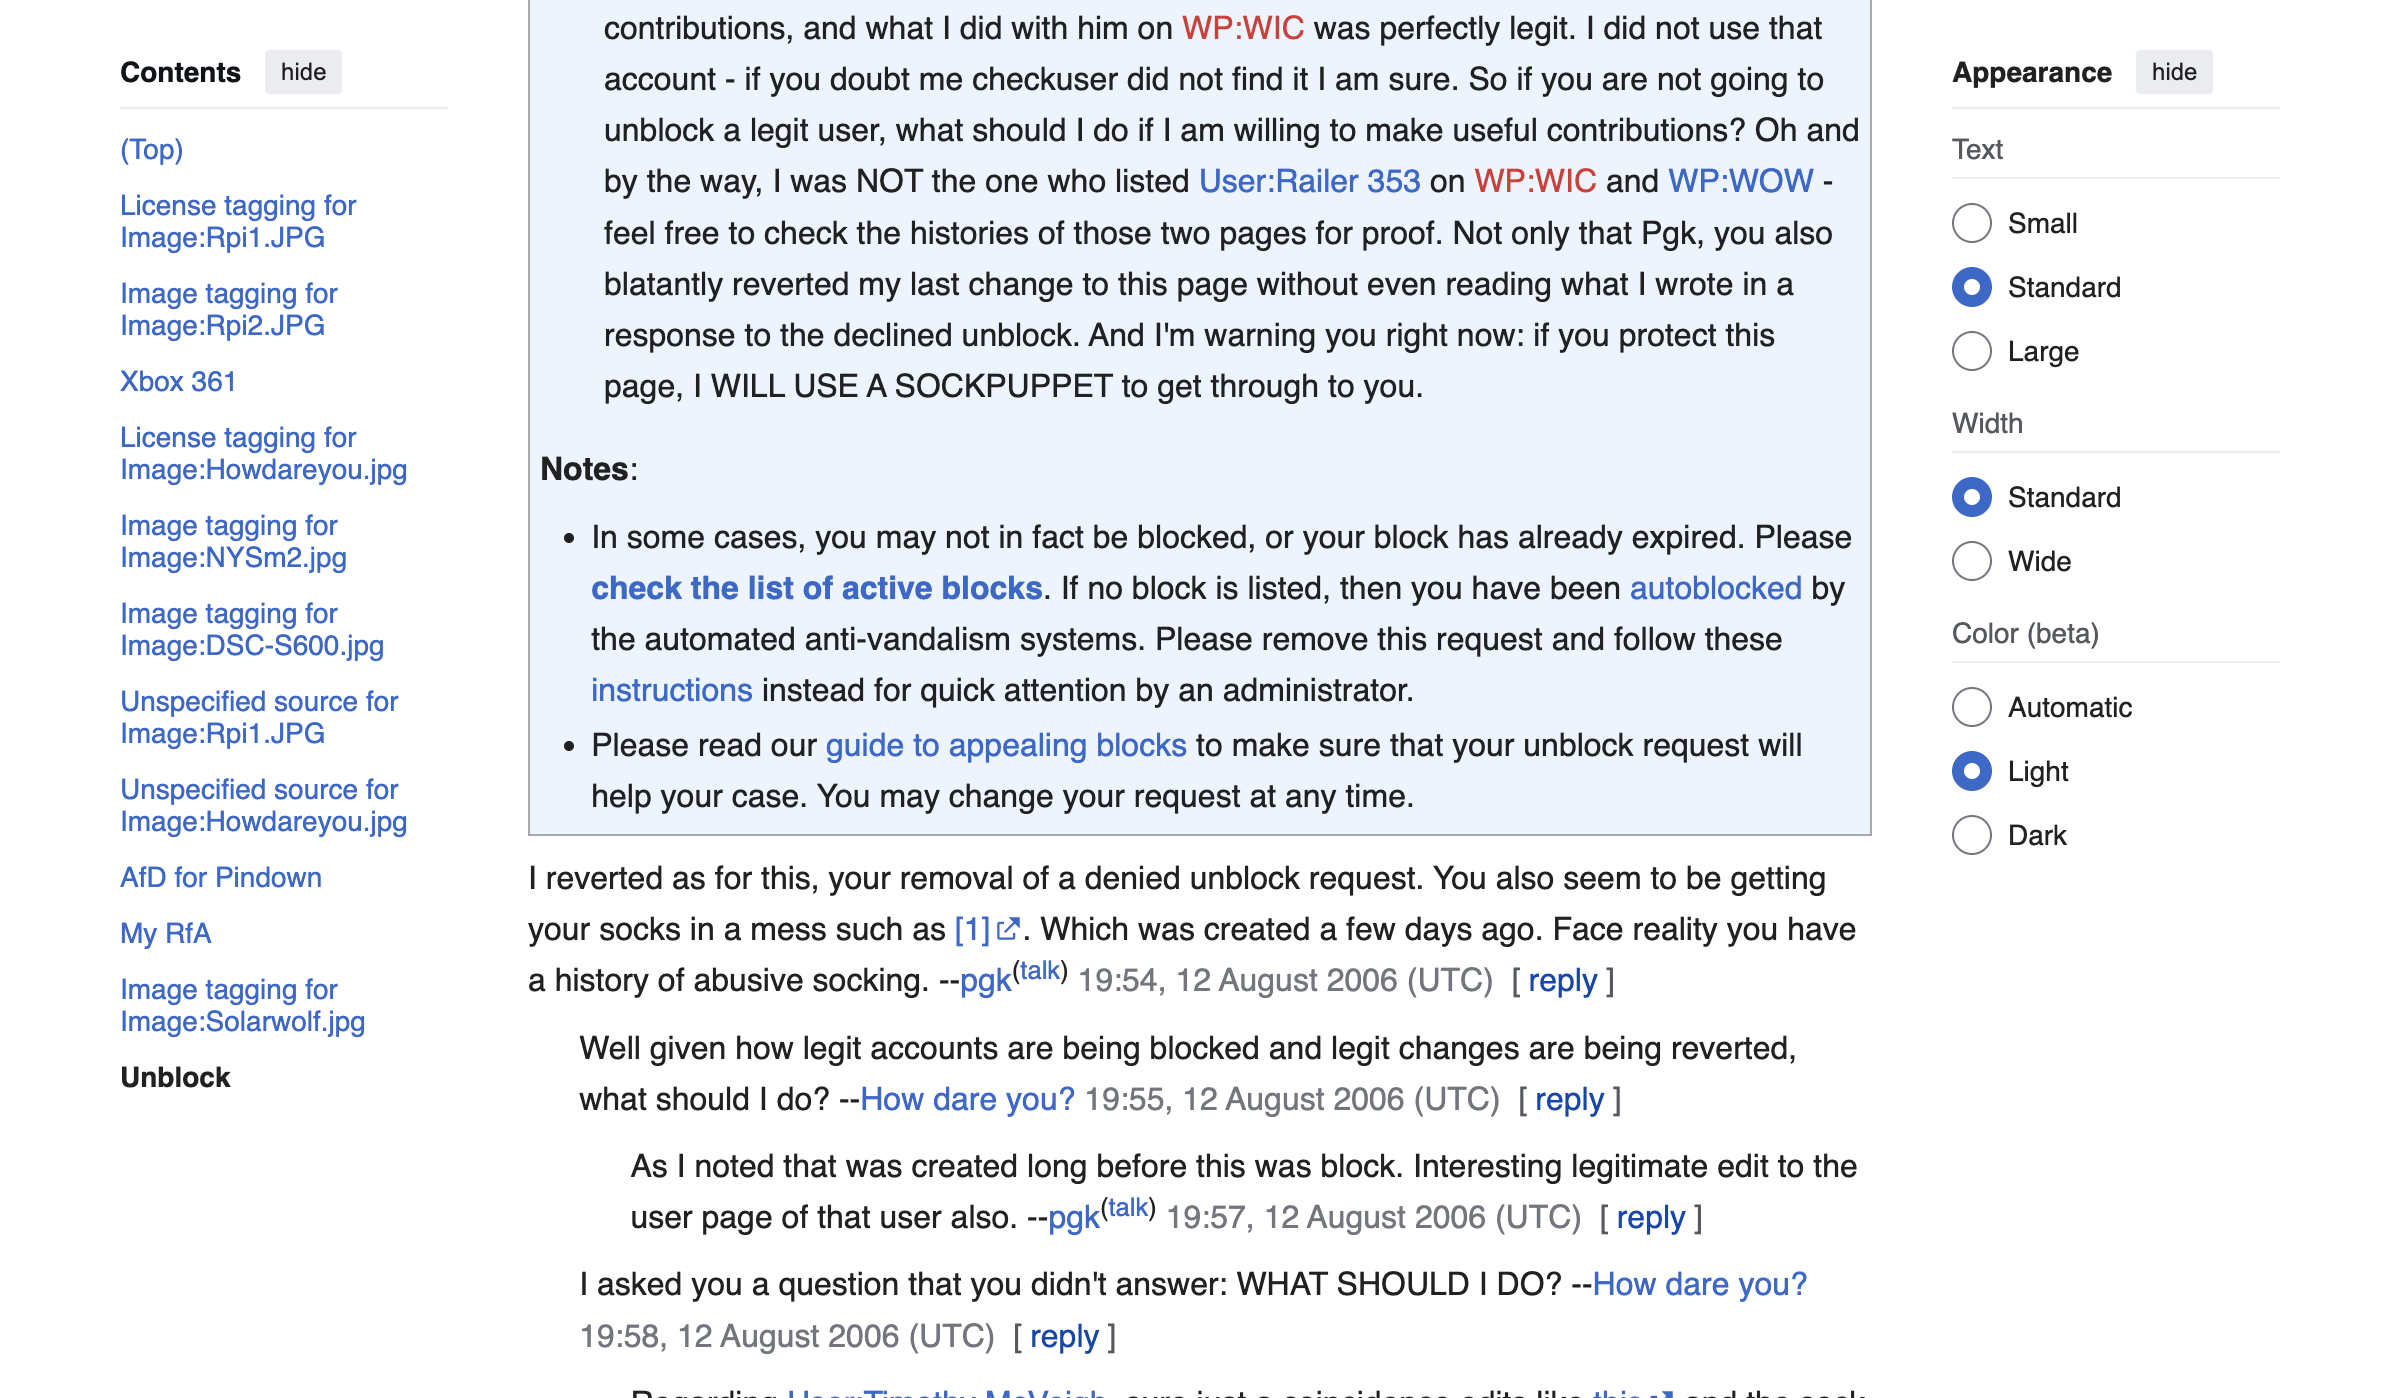 Contents hide
(Top)
License tagging for
Image:Rpi1.JPG
Image tagging for
Image:Rpi2.JPG
Xbox 361
License tagging for
Image:Howdareyou.jpg
Image tagging for
Image:NYSm2.jpg
Image tagging for
Image:DSC-S600.jpg
Unspecified source for
Image:Rpi1.JPG
Unspecified source for
Image:Howdareyou.jpg
AfD for Pindown
My RfA
Image tagging for
Image:Solarwolf.jpg
Unblock
contributions, and what I did with him on WP:WIC was perfectly legit. I did not use that
account - if you doubt me checkuser did not find it I am sure. So if you are not going to
unblock a legit user, what should I do if I am willing to make useful contributions? Oh and
by the way, I was NOT the one who listed User:Railer 353 on WP:WIC and WP:WOW -
feel free to check the histories of those two pages for proof. Not only that Pgk, you also
blatantly reverted my last change to this page without even reading what I wrote in a
response to the declined unblock. And I'm warning you right now: if you protect this
page, I WILL USE A SOCKPUPPET to get through to you.
Notes:
• In some cases, you may not in fact be blocked, or your block has already expired. Please
check the list of active blocks. If no block is listed, then you have been autoblocked by
the automated anti-vandalism systems. Please remove this request and follow these
instructions instead for quick attention by an administrator.
• Please read our guide to appealing blocks to make sure that your unblock request will
help your case. You may change your request at any time.
I reverted as for this, your removal of a denied unblock request. You also seem to be getting
your socks in a mess such as [1]. Which was created a few days ago. Face reality you have
a history of abusive socking. --pgk(talk) 19:54, 12 August 2006 (UTC) [ reply ]
Well given how legit accounts are being blocked and legit changes are being reverted,
what should I do? --How dare you? 19:55, 12 August 2006 (UTC) [ reply ]
As I noted that was created long before this was block. Interesting legitimate edit to the
user page of that user also. --pgk(talk) 19:57, 12 August 2006 (UTC) [ reply ]
I asked you a question that you didn't answer: WHAT SHOULD I DO? --How dare you?
19:58, 12 August 2006 (UTC) [ reply ]
Regarding User:Timothy McVeigh, sure just a coincidence edits like this and the sock
Appearance hide
Text
Small
Standard
Large
Width
Standard
Wide
Color (beta)
Automatic
Light
Dark